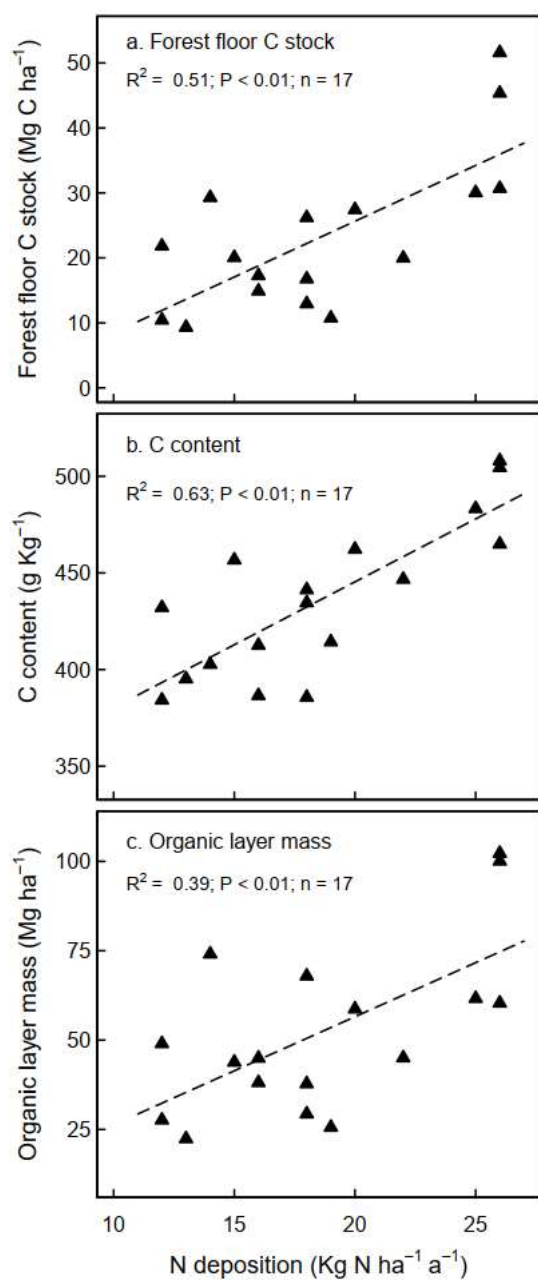 a. Forest floor C stock
R² = 0.51; P < 0.01; n = 17
Forest floor C stock (Mg C ha⁻¹)
50
40
30
20
10
0
b. C content
R² = 0.63; P < 0.01; n = 17
C content (g Kg⁻¹)
500
450
400
350
c. Organic layer mass
R² = 0.39; P < 0.01; n = 17
Organic layer mass (Mg ha⁻¹)
100
75
50
25
10 15 20 25
N deposition (Kg N ha⁻¹ a⁻¹)